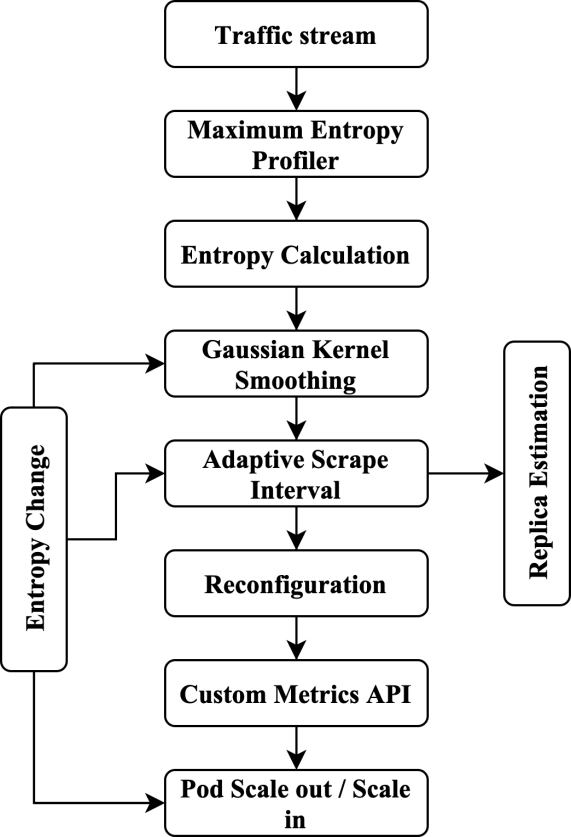 Traffic stream
Maximum Entropy
Profiler
Entropy Calculation
Gaussian Kernel
Smoothing
Adaptive Scrape
Interval
Reconfiguration
Custom Metrics API
Pod Scale out / Scale
in
Entropy Change
Replica Estimation